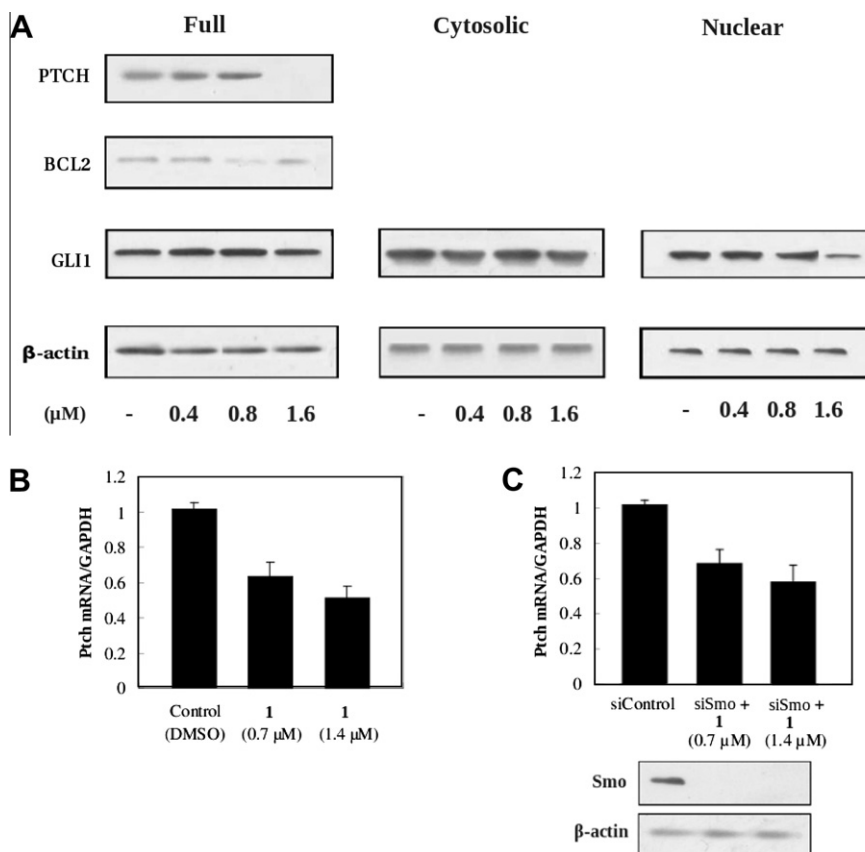 A
Full Cytosolic Nuclear
PTCH
BCL2
GLI1
β-actin
(μM) - 0.4 0.8 1.6 - 0.4 0.8 1.6 - 0.4 0.8 1.6
B
Ptch mRNA/GAPDH
1.2
1
0.8
0.6
0.4
0.2
0
Control 1 1
(DMSO) (0.7 μM) (1.4 μM)
C
Ptch mRNA/GAPDH
1.2
1
0.8
0.6
0.4
0.2
0
siControl siSmo + siSmo +
1 1
(0.7 μM) (1.4 μM)
Smo
β-actin